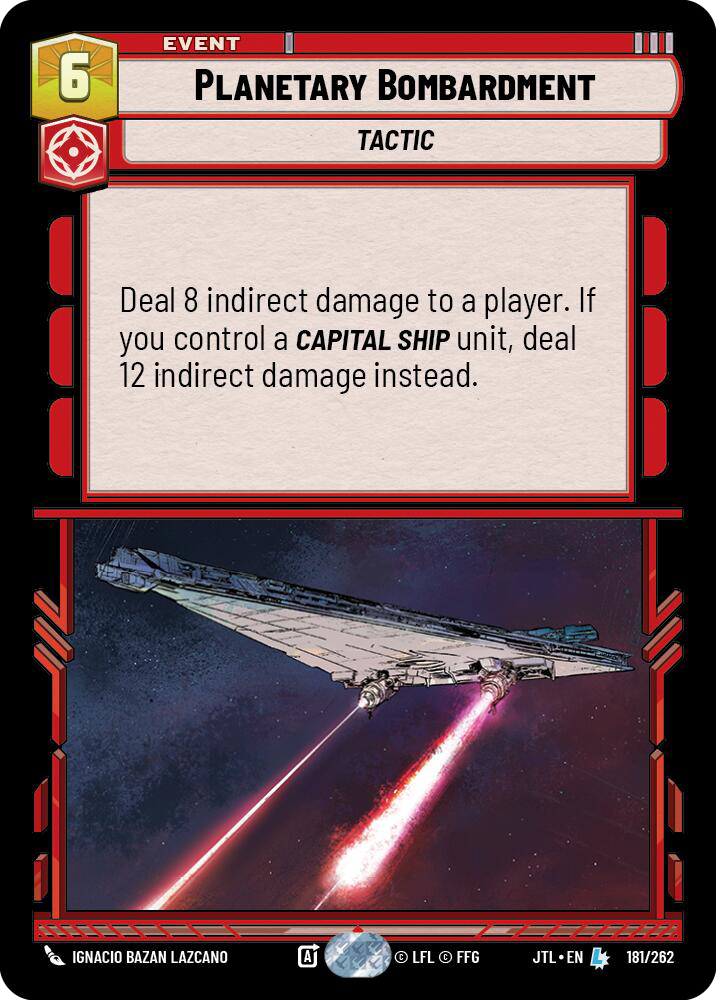 EVENT
6
PLANETARY BOMBARDMENT
TACTIC
Deal 8 indirect damage to a player. If
you control a CAPITAL SHIP unit, deal
12 indirect damage instead.
IGNACIO BAZAN LAZCANO
A
© LFL © FFG
JTL • EN
L
181/262